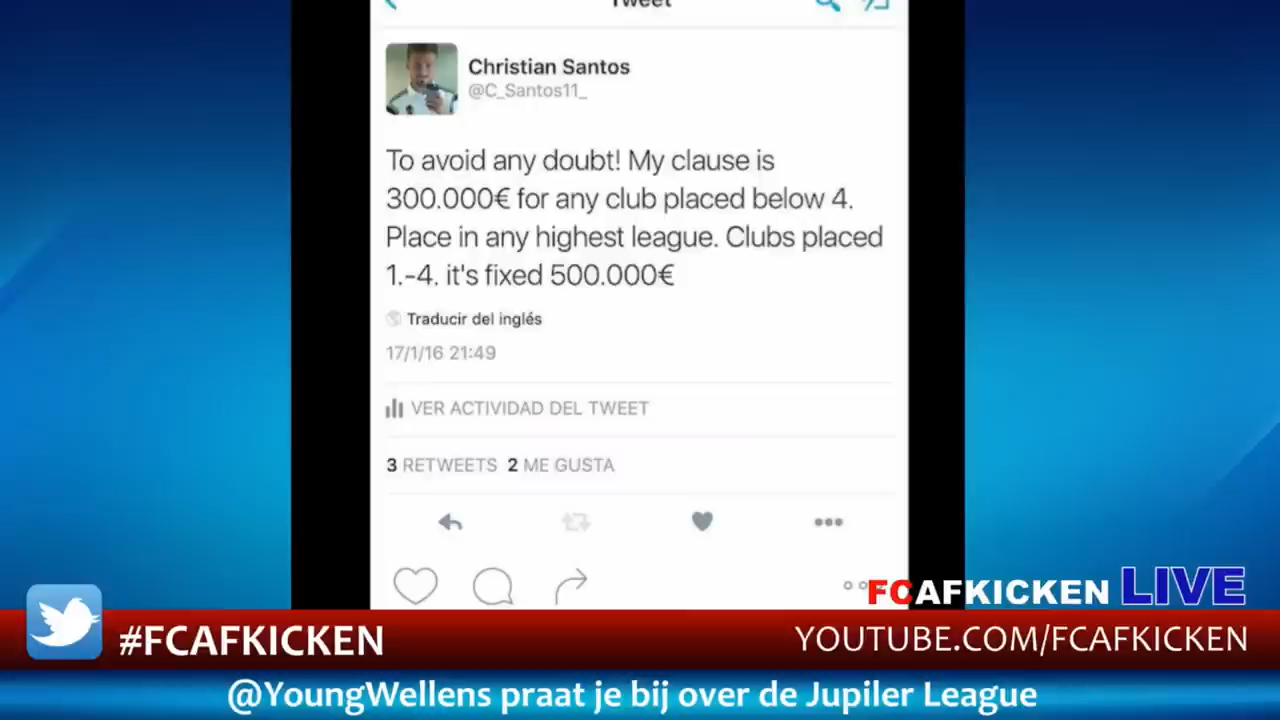 Tweet
Christian Santos
@C_Santos11_
To avoid any doubt! My clause is
300.000€ for any club placed below 4.
Place in any highest league. Clubs placed
1.-4. it's fixed 500.000€
Traducir del inglés
17/1/16 21:49
VER ACTIVIDAD DEL TWEET
3 RETWEETS 2 ME GUSTA
FCAFKICKEN LIVE
#FCAFKICKEN
YOUTUBE.COM/FCAFKICKEN
@YoungWellens praat je bij over de Jupiler League